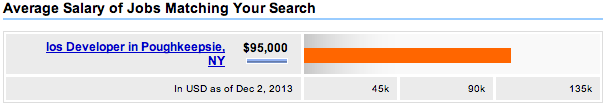 Average Salary of Jobs Matching Your Search
Ios Developer in Poughkeepsie, $95,000
NY
In USD as of Dec 2, 2013 45k 90k 135k